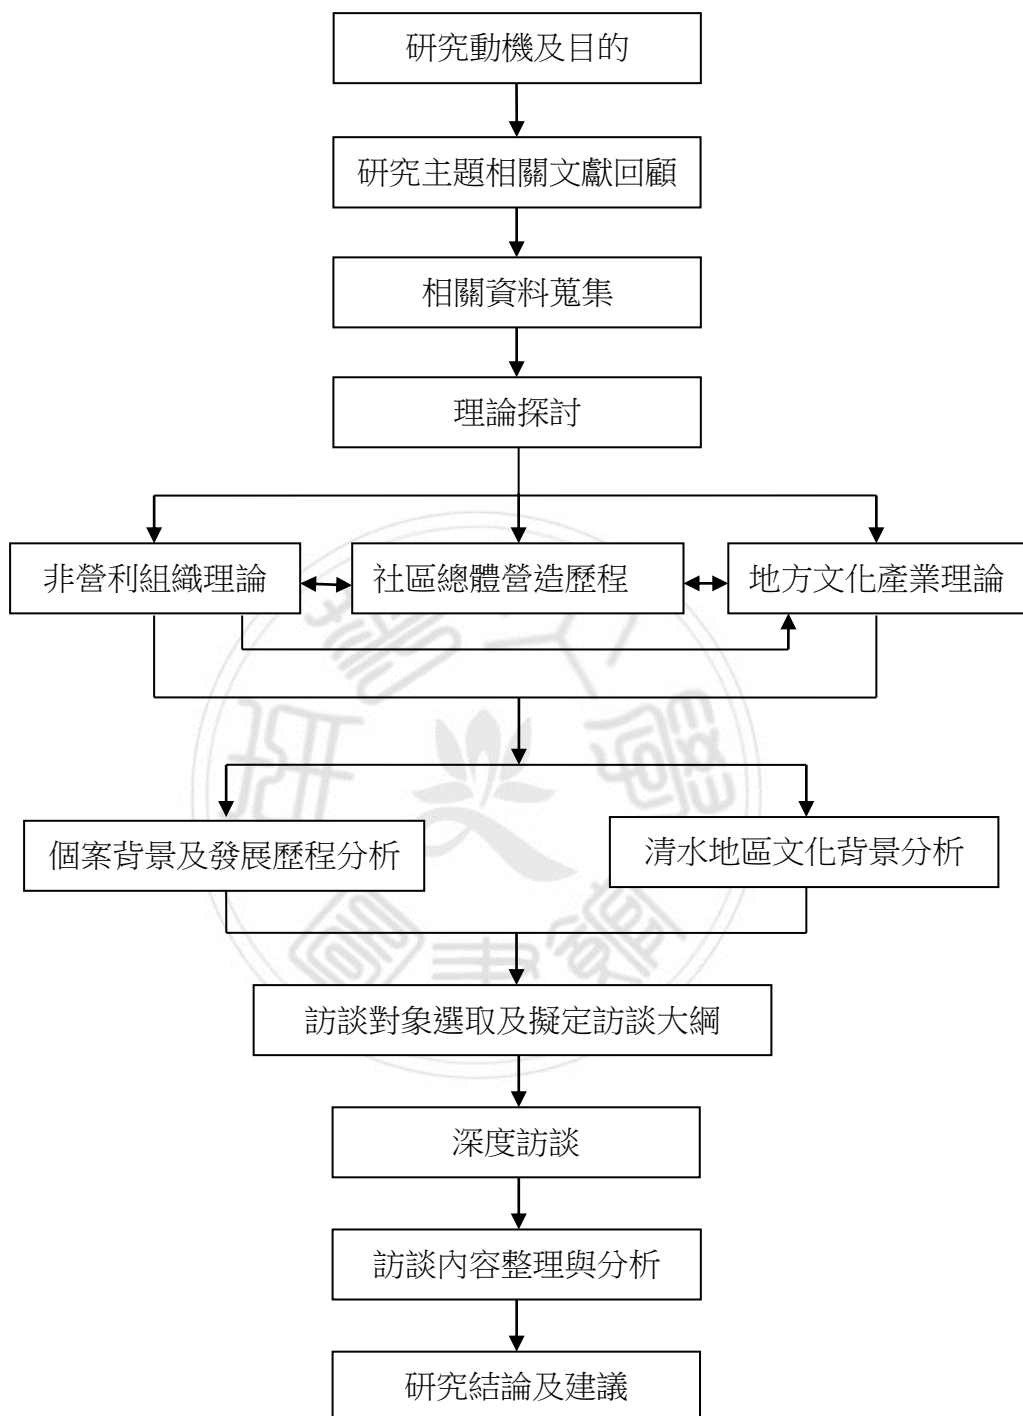 研究動機及目的
研究主題相關文獻回顧
相關資料蒐集
理論探討
非營利組織理論
社區總體營造歷程
地方文化產業理論
個案背景及發展歷程分析
清水地區文化背景分析
訪談對象選取及擬定訪談大綱
深度訪談
訪談內容整理與分析
研究結論及建議